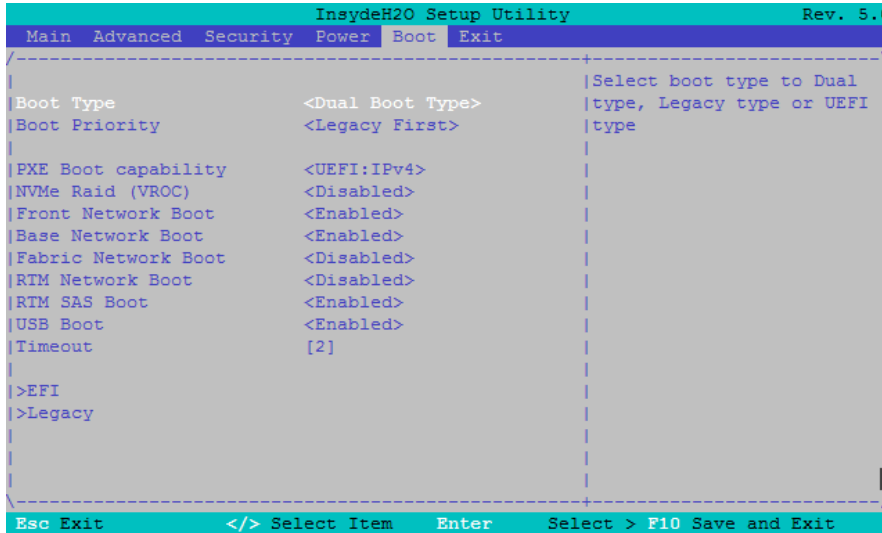 InsydeH20 Setup Utility Rev. 5.
Main Advanced Security Power Boot Exit
Select boot type to Dual
Boot Type <Dual Boot Type> type, Legacy type or UEFI
Boot Priority <Legacy First> type
PXE Boot capability <UEFI:IPv4>
NVMe Raid (VROC) <Disabled>
Front Network Boot <Enabled>
Base Network Boot <Enabled>
Fabric Network Boot <Disabled>
RTM Network Boot <Disabled>
RTM SAS Boot <Enabled>
USB Boot <Enabled>
Timeout [2]
>EFI
>Legacy
Esc Exit </> Select Item Enter Select > F10 Save and Exit